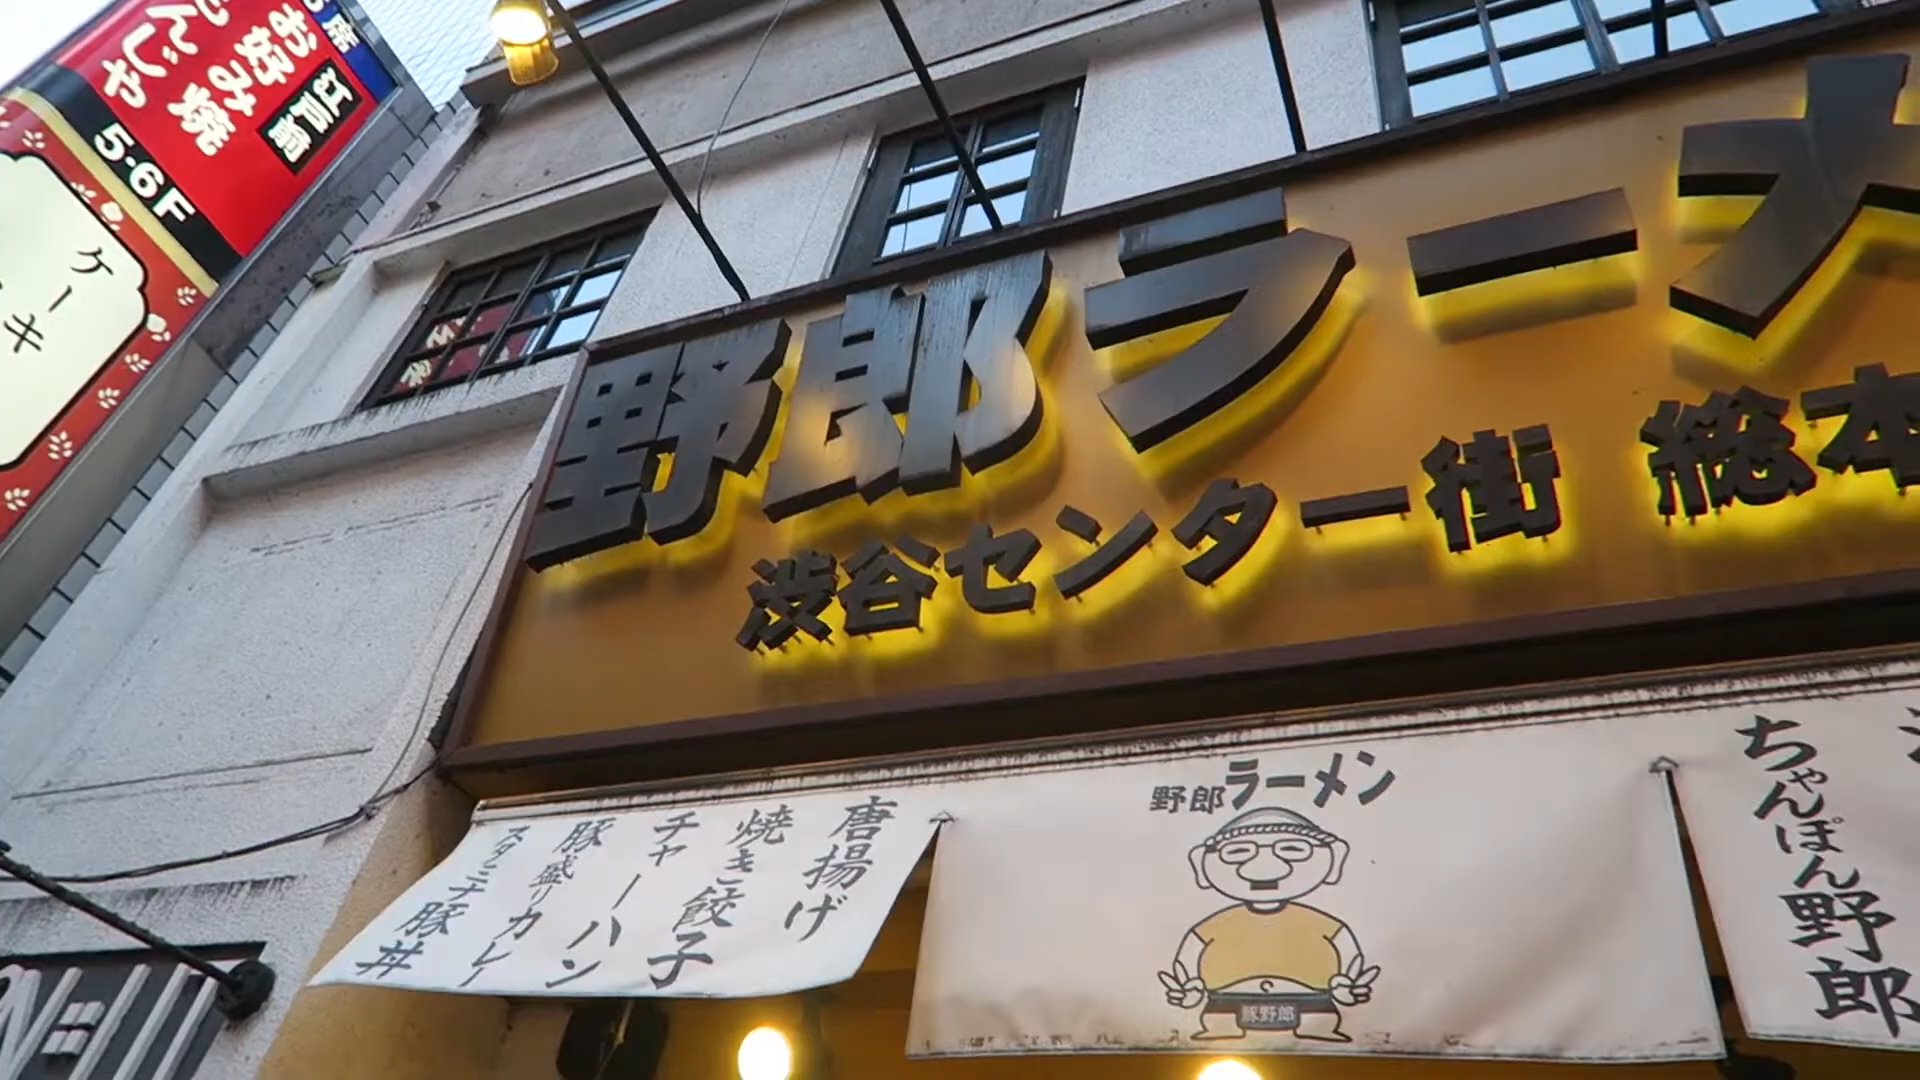 お好み焼
もんじゃ
江戸前
5·6F
ケーキ
野郎ラーメ
渋谷センター街 総本
唐揚げ
焼き餃子
チャーハン
豚盛りカレー
スタミナ豚丼
野郎ラーメン
豚野郎
ちゃんぽん野郎